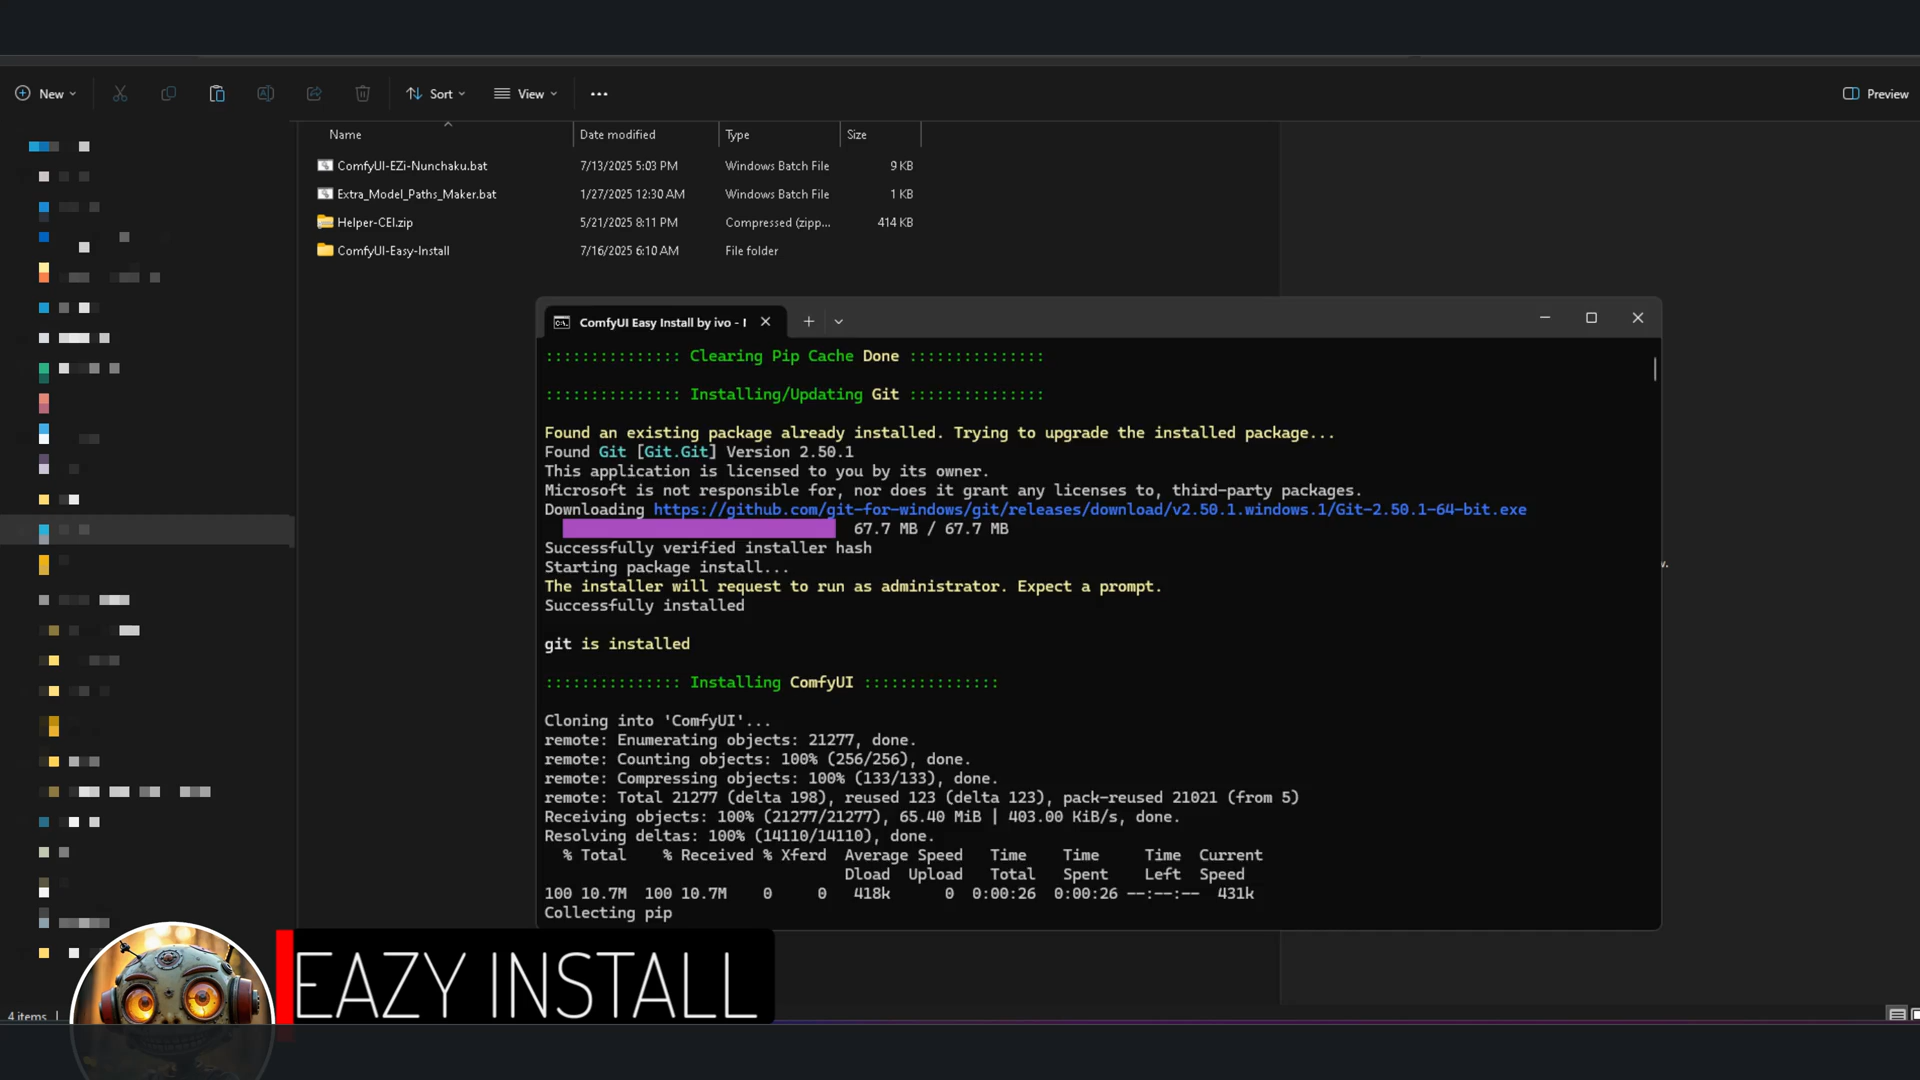 New
Sort
View
Preview
Name Date modified Type Size
ComfyUI-EZi-Nunchaku.bat 7/13/2025 5:03 PM Windows Batch File 9 KB
Extra_Model_Paths_Maker.bat 1/27/2025 12:30 AM Windows Batch File 1 KB
Helper-CEI.zip 5/21/2025 8:11 PM Compressed (zipp... 414 KB
ComfyUI-Easy-Install 7/16/2025 6:10 AM File folder
ComfyUI Easy Install by ivo -
::::::::::::::: Clearing Pip Cache Done :::::::::::::::
::::::::::::::: Installing/Updating Git :::::::::::::::
Found an existing package already installed. Trying to upgrade the installed package...
Found Git [Git.Git] Version 2.50.1
This application is licensed to you by its owner.
Microsoft is not responsible for, nor does it grant any licenses to, third-party packages.
Downloading https://github.com/git-for-windows/git/releases/download/v2.50.1.windows.1/Git-2.50.1-64-bit.exe
67.7 MB / 67.7 MB
Successfully verified installer hash
Starting package install...
The installer will request to run as administrator. Expect a prompt.
Successfully installed
git is installed
::::::::::::::: Installing ComfyUI :::::::::::::::
Cloning into 'ComfyUI'...
remote: Enumerating objects: 21277, done.
remote: Counting objects: 100% (256/256), done.
remote: Compressing objects: 100% (133/133), done.
remote: Total 21277 (delta 198), reused 123 (delta 123), pack-reused 21021 (from 5)
Receiving objects: 100% (21277/21277), 65.40 MiB | 403.00 KiB/s, done.
Resolving deltas: 100% (14110/14110), done.
% Total % Received % Xferd Average Speed Time Time Time Current
Dload Upload Total Spent Left Speed
100 10.7M 100 10.7M 0 0 418k 0 0:00:26 0:00:26 --:--:-- 431k
Collecting pip
EAZY INSTALL
4 items